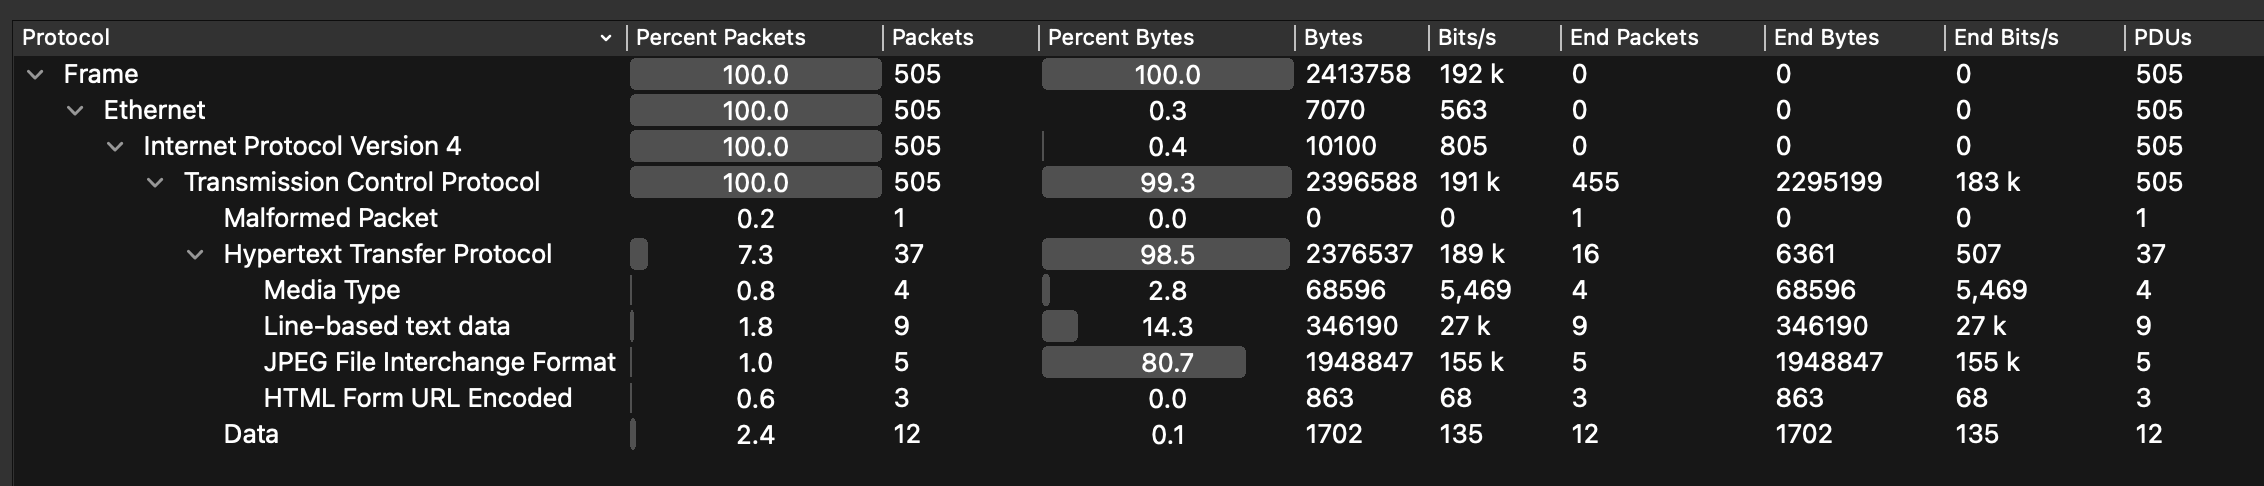 Protocol Percent Packets Packets Percent Bytes Bytes Bits/s End Packets End Bytes End Bits/s PDUs
Frame 100.0 505 100.0 2413758 192 k 0 0 0 505
Ethernet 100.0 505 0.3 7070 563 0 0 0 505
Internet Protocol Version 4 100.0 505 0.4 10100 805 0 0 0 505
Transmission Control Protocol 100.0 505 99.3 2396588 191 k 455 2295199 183 k 505
Malformed Packet 0.2 1 0.0 0 0 1 0 0 1
Hypertext Transfer Protocol 7.3 37 98.5 2376537 189 k 16 6361 507 37
Media Type 0.8 4 2.8 68596 5,469 4 68596 5,469 4
Line-based text data 1.8 9 14.3 346190 27 k 9 346190 27 k 9
JPEG File Interchange Format 1.0 5 80.7 1948847 155 k 5 1948847 155 k 5
HTML Form URL Encoded 0.6 3 0.0 863 68 3 863 68 3
Data 2.4 12 0.1 1702 135 12 1702 135 12